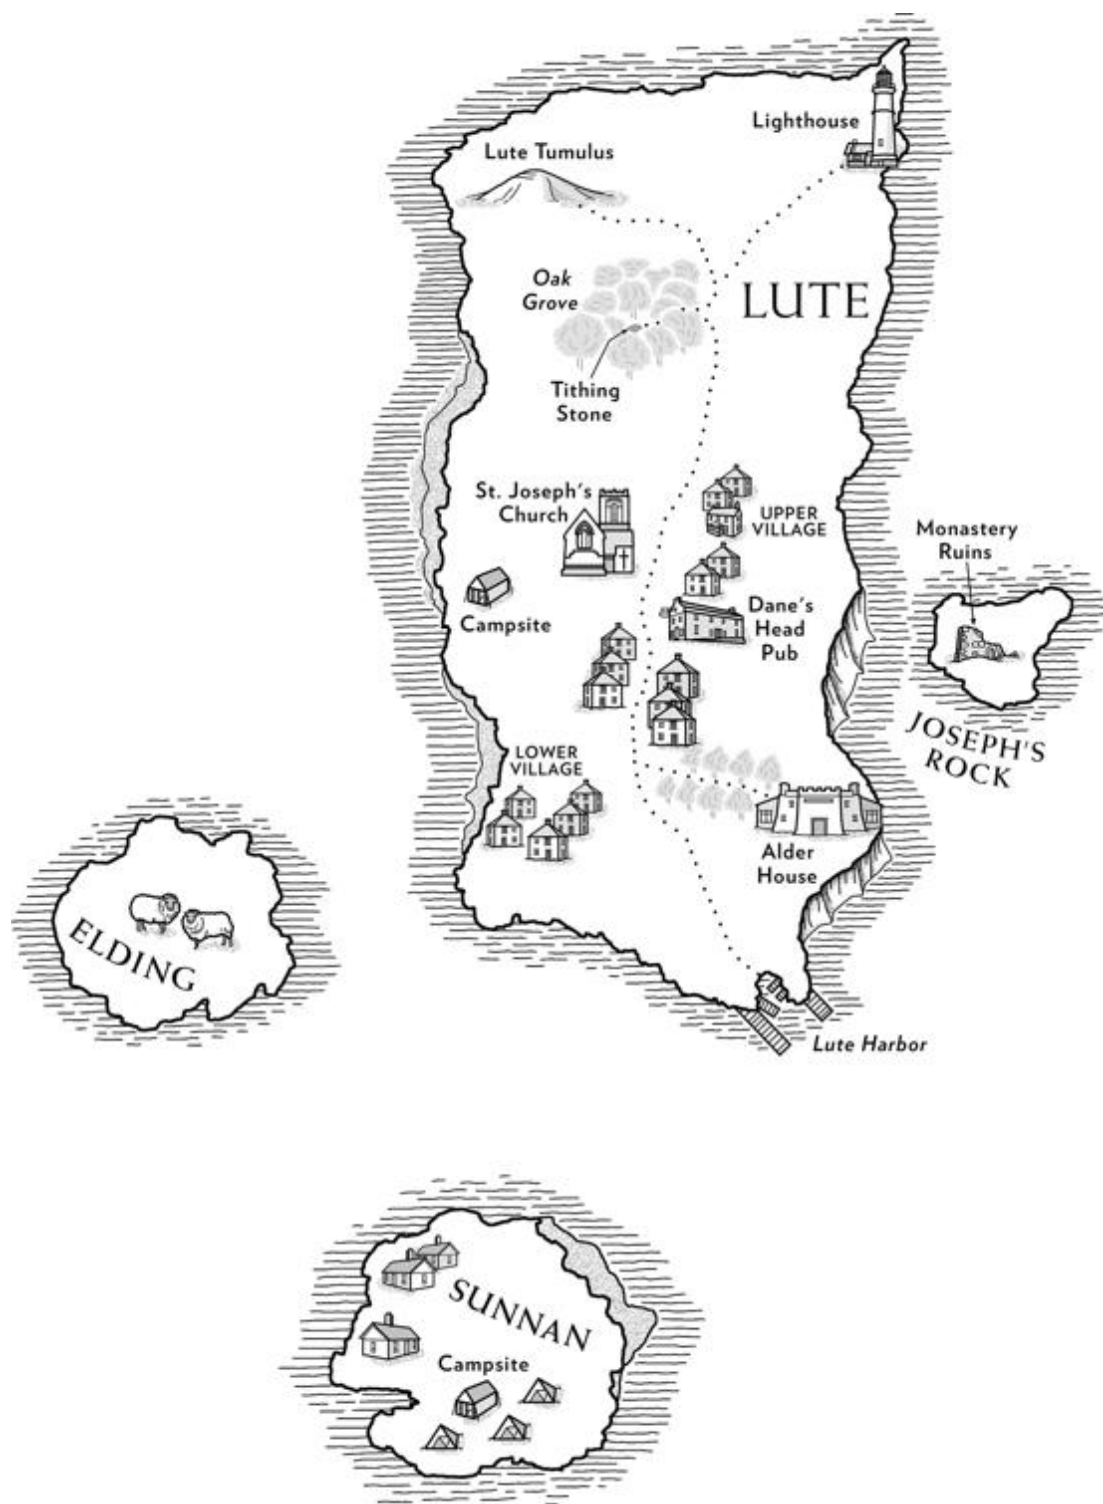 Lighthouse
Lute Tumulus
Oak
Grove
LUTE
Tithing
Stone
St. Joseph's
Church
UPPER
VILLAGE
Monastery
Ruins
Campsite
Dane's
Head
Pub
JOSEPH'S
ROCK
LOWER
VILLAGE
Alder
House
ELDING
Lute Harbor
SUNNAN
Campsite